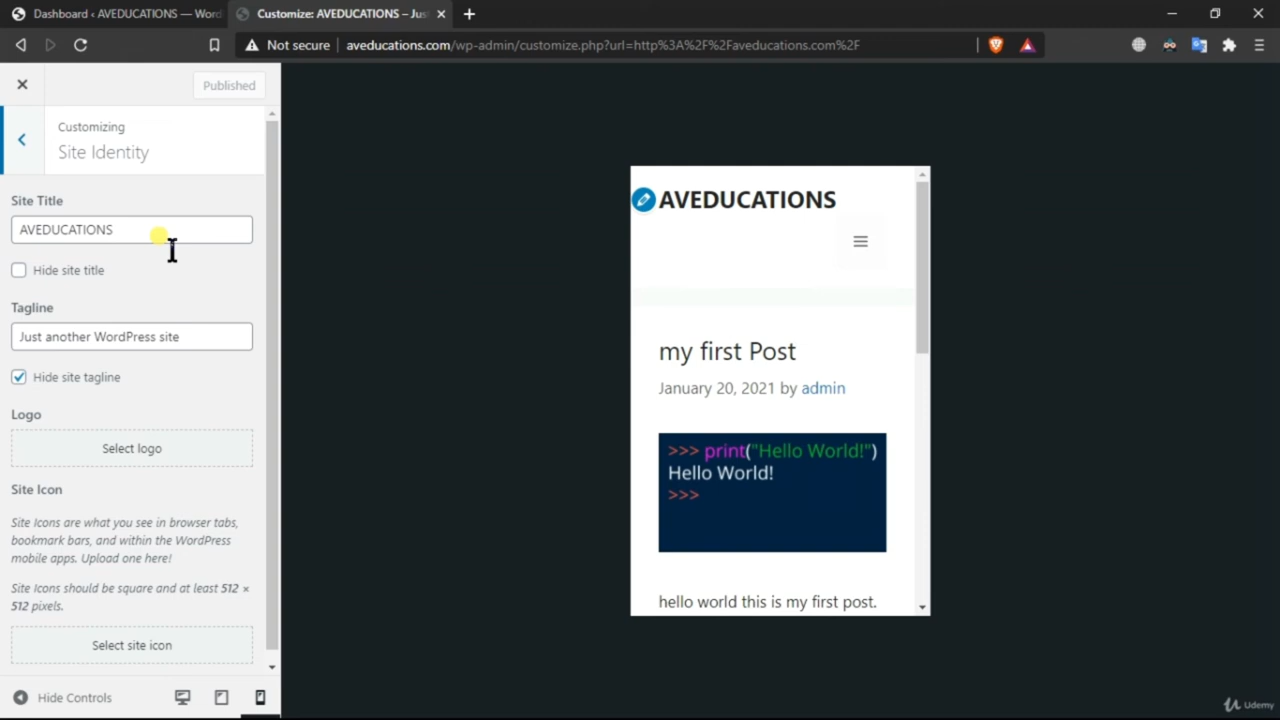 Dashboard ‹ AVEDUCATIONS — Word
Customize: AVEDUCATIONS – Jus
Not secure
aveducations.com/wp-admin/customize.php?url=http%3A%2F%2Faveducations.com%2F
Published
Customizing
Site Identity
Site Title
AVEDUCATIONS
Hide site title
Tagline
Just another WordPress site
Hide site tagline
Logo
Select logo
Site Icon
Site Icons are what you see in browser tabs,
bookmark bars, and within the WordPress
mobile apps. Upload one here!
Site Icons should be square and at least 512 ×
512 pixels.
Select site icon
Hide Controls
AVEDUCATIONS
my first Post
January 20, 2021 by admin
>>> print("Hello World!")
Hello World!
>>>
hello world this is my first post.
Udemy